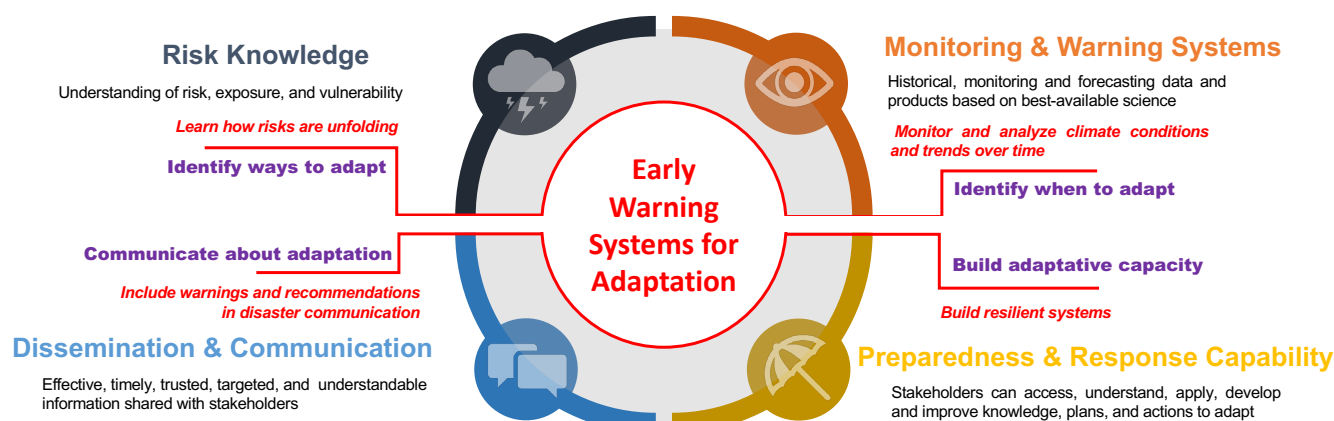 Risk Knowledge
Understanding of risk, exposure, and vulnerability
Learn how risks are unfolding
Identify ways to adapt
Monitoring & Warning Systems
Historical, monitoring and forecasting data and
products based on best-available science
Monitor and analyze climate conditions
and trends over time
Identify when to adapt
Early
Warning
Systems for
Adaptation
Communicate about adaptation
Include warnings and recommendations
in disaster communication
Dissemination & Communication
Effective, timely, trusted, targeted, and understandable
information shared with stakeholders
Build adaptative capacity
Build resilient systems
Preparedness & Response Capability
Stakeholders can access, understand, apply, develop
and improve knowledge, plans, and actions to adapt